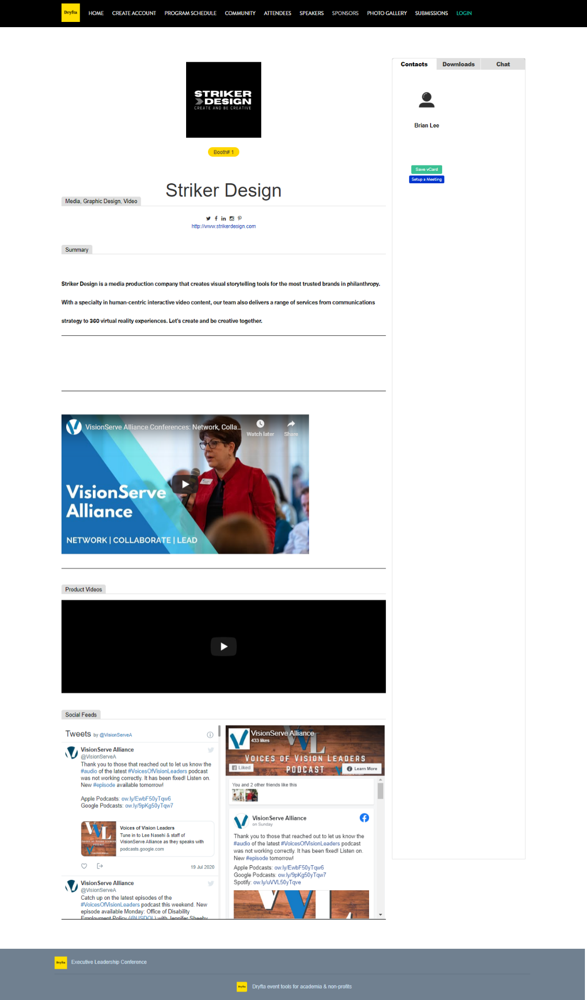 Dryfta
HOME CREATE ACCOUNT PROGRAM SCHEDULE COMMUNITY ATTENDEES SPEAKERS SPONSORS PHOTO GALLERY SUBMISSIONS LOGIN
STRIKER
DESIGN
CREATE AND BE CREATIVE
Booth# 1
Striker Design
Media, Graphic Design, Video
http://www.strikerdesign.com
Summary
Striker Design is a media production company that creates visual storytelling tools for the most trusted brands in philanthropy.
With a specialty in human-centric interactive video content, our team also delivers a range of services from communications
strategy to 360 virtual reality experiences. Let's create and be creative together.
VisionServe Alliance Conferences: Network, Colla...
Watch later Share
VisionServe
Alliance
NETWORK | COLLABORATE | LEAD
Product Videos
Social Feeds
Tweets by @VisionServeA
VisionServe Alliance
@VisionServeA
Thank you to those that reached out to let us know the
#audio of the latest #VoicesOfVisionLeaders podcast
was not working correctly. It has been fixed! Listen on.
New #episode available tomorrow!
Apple Podcasts: ow.ly/EwbF50yTqw6
Google Podcasts: ow.ly/9pKg50yTqw7
Voices of Vision Leaders
Tune in to Lee Nasehi & staff of
VisionServe Alliance as they speaks with
podcasts.google.com
19 Jul 2020
VisionServe Alliance
@VisionServeA
Catch up on the latest episodes of the
#VoicesOfVisionLeaders podcast this weekend. New
episode available Monday: Office of Disability
Employment Policy (@USDOL) with Jennifer Sheehy
VisionServe Alliance
433 likes
VOICES OF VISION LEADERS
PODCAST
Liked
Learn More
You and 2 other friends like this
VisionServe Alliance
on Sunday
Thank you to those that reached out to let us know the
#audio of the latest #VoicesOfVisionLeaders podcast
was not working correctly. It has been fixed! Listen on.
New #episode tomorrow!
Apple Podcasts: ow.ly/EwbF50yTqw6
Google Podcasts: ow.ly/9pKg50yTqw7
Spotify: ow.ly/uVVL50yTqve
Contacts Downloads Chat
Brian Lee
Save vCard
Setup a Meeting
Dryfta
Executive Leadership Conference
Dryfta
Dryfta event tools for academia & non-profits